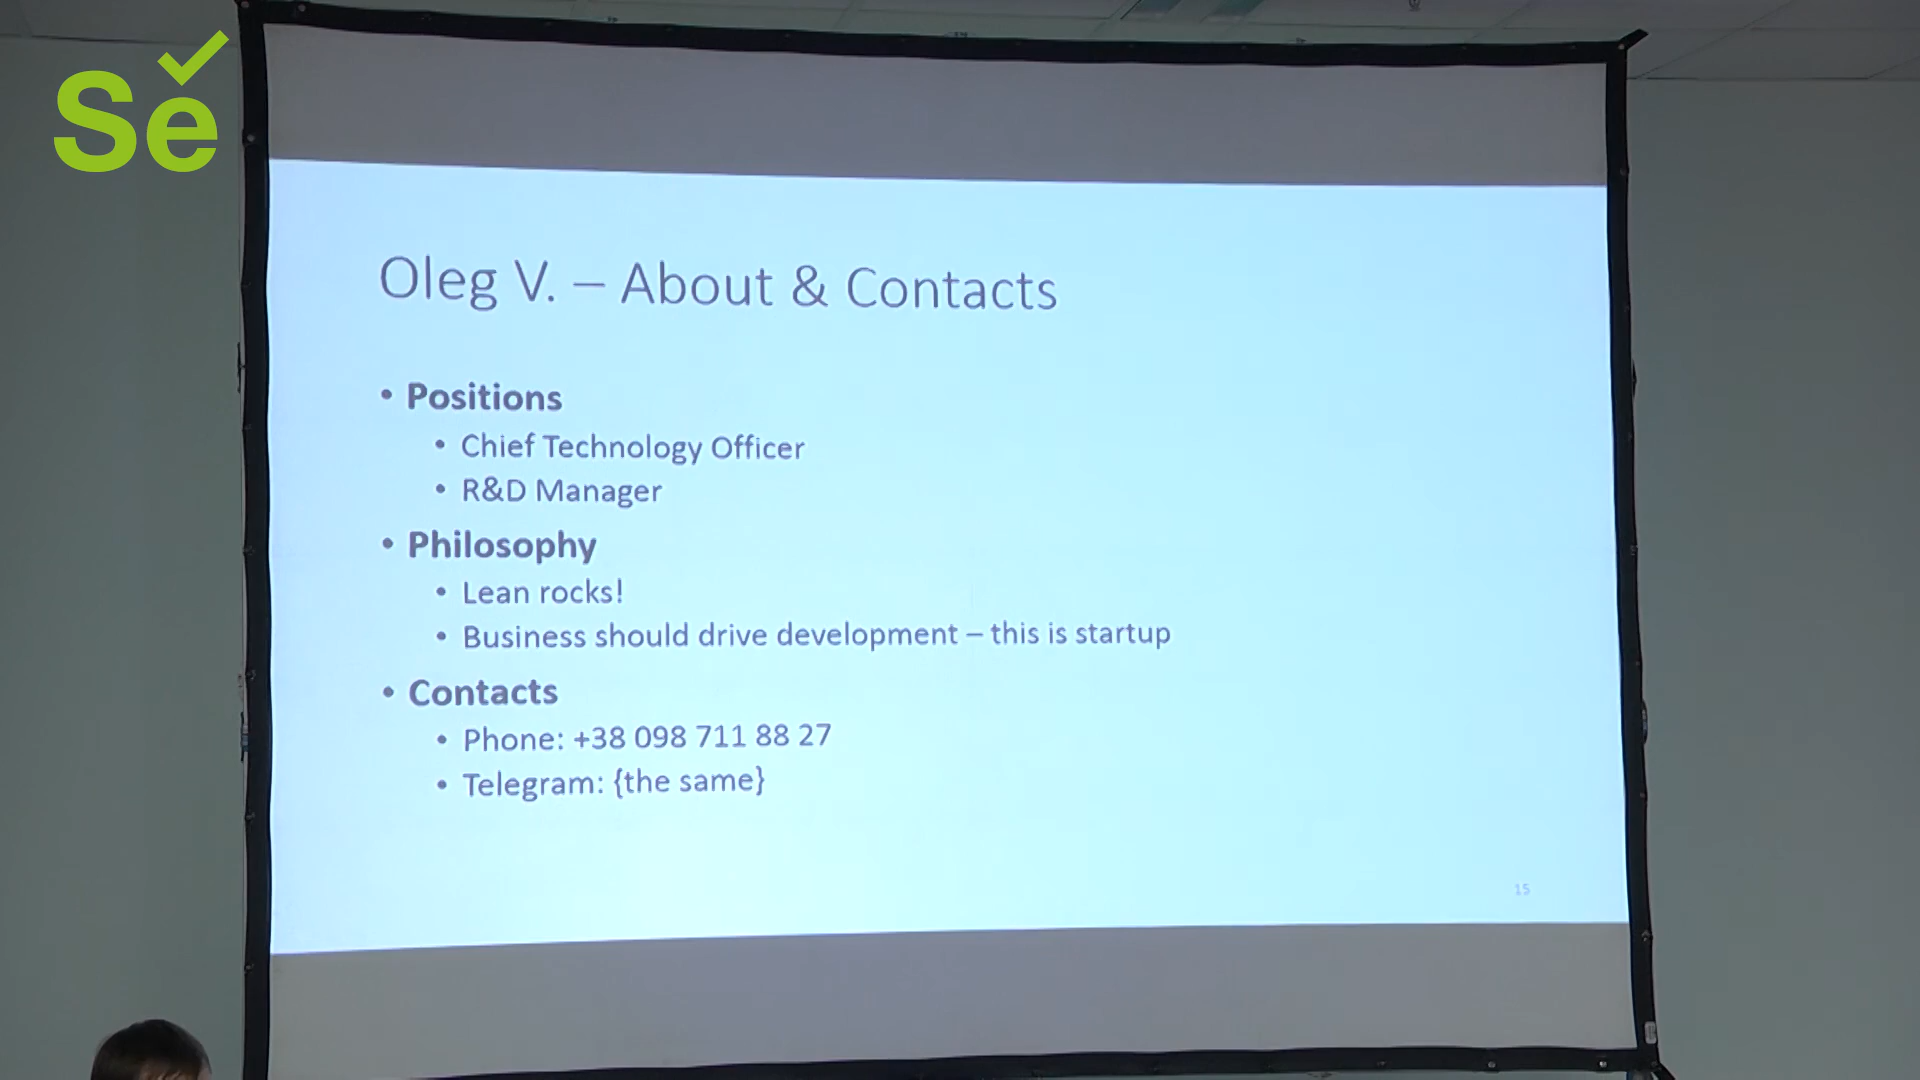 Se
Oleg V. – About & Contacts
• Positions
• Chief Technology Officer
• R&D Manager
• Philosophy
• Lean rocks!
• Business should drive development – this is startup
• Contacts
• Phone: +38 098 711 88 27
• Telegram: {the same}
15